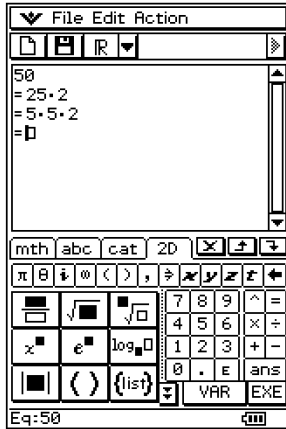 File Edit Action
R
50
=25·2
=5·5·2
=□
mth abc cat 2D
π θ i ∞ ( ) , ⇒ x y z t ←
√■ ■√□ 7 8 9 ^ =
4 5 6 × ÷
x■ e■ log■□ 1 2 3 + -
0 . E ans
|■| ( ) {list} VAR EXE
Eq:50